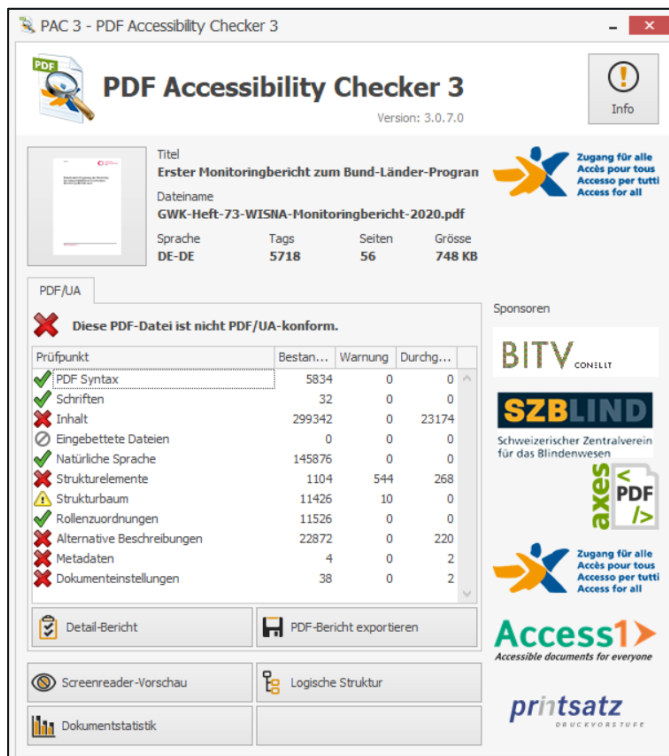 PAC 3 - PDF Accessibility Checker 3
PDF
PDF Accessibility Checker 3
Version: 3.0.7.0
Info
Titel
Erster Monitoringbericht zum Bund-Länder-Progran
Dateiname
GWK-Heft-73-WISNA-Monitoringbericht-2020.pdf
Sprache Tags Seiten Grösse
DE-DE 5718 56 748 KB
Zugang für alle
Accès pour tous
Accesso per tutti
Access for all
PDF/UA
Diese PDF-Datei ist nicht PDF/UA-konform.
Prüfpunkt Bestan... Warnung Durchg...
PDF Syntax 5834 0 0
Schriften 32 0 0
Inhalt 299342 0 23174
Eingebettete Dateien 0 0 0
Natürliche Sprache 145876 0 0
Strukturelemente 1104 544 268
Strukturbaum 11426 10 0
Rollenzuordnungen 11526 0 0
Alternative Beschreibungen 22872 0 220
Metadaten 4 0 2
Dokumenteinstellungen 38 0 2
Detail-Bericht
PDF-Bericht exportieren
Screenreader-Vorschau
Logische Struktur
Dokumentstatistik
Sponsoren
BITV CONSULT
SZBLIND
Schweizerischer Zentralverein
für das Blindenwesen
axes
PDF
Zugang für alle
Accès pour tous
Accesso per tutti
Access for all
Access1
Accessible documents for everyone
printsatz
DRUCKVORSTUFE